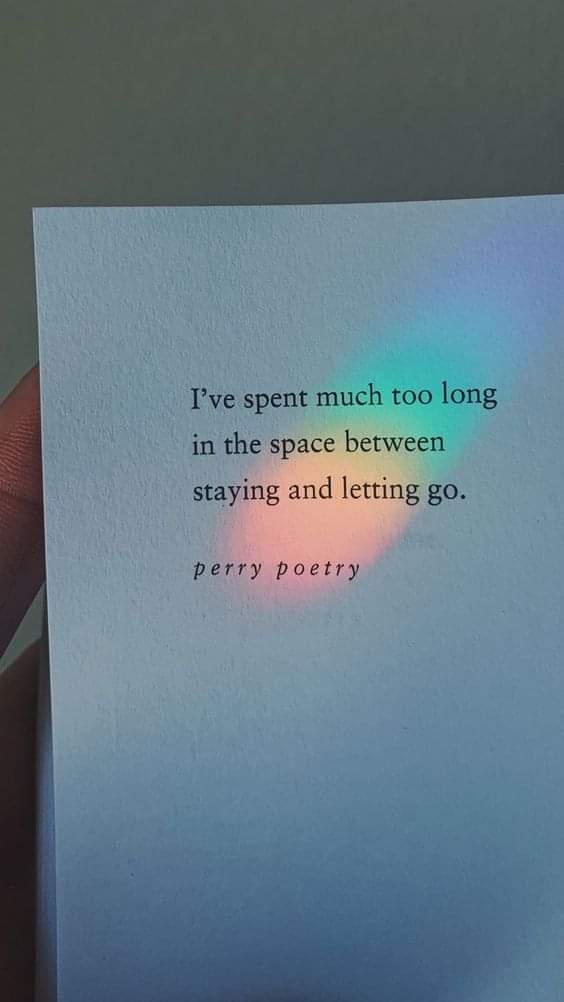 I’ve spent much too long
in the space between
staying and letting go.
perry poetry